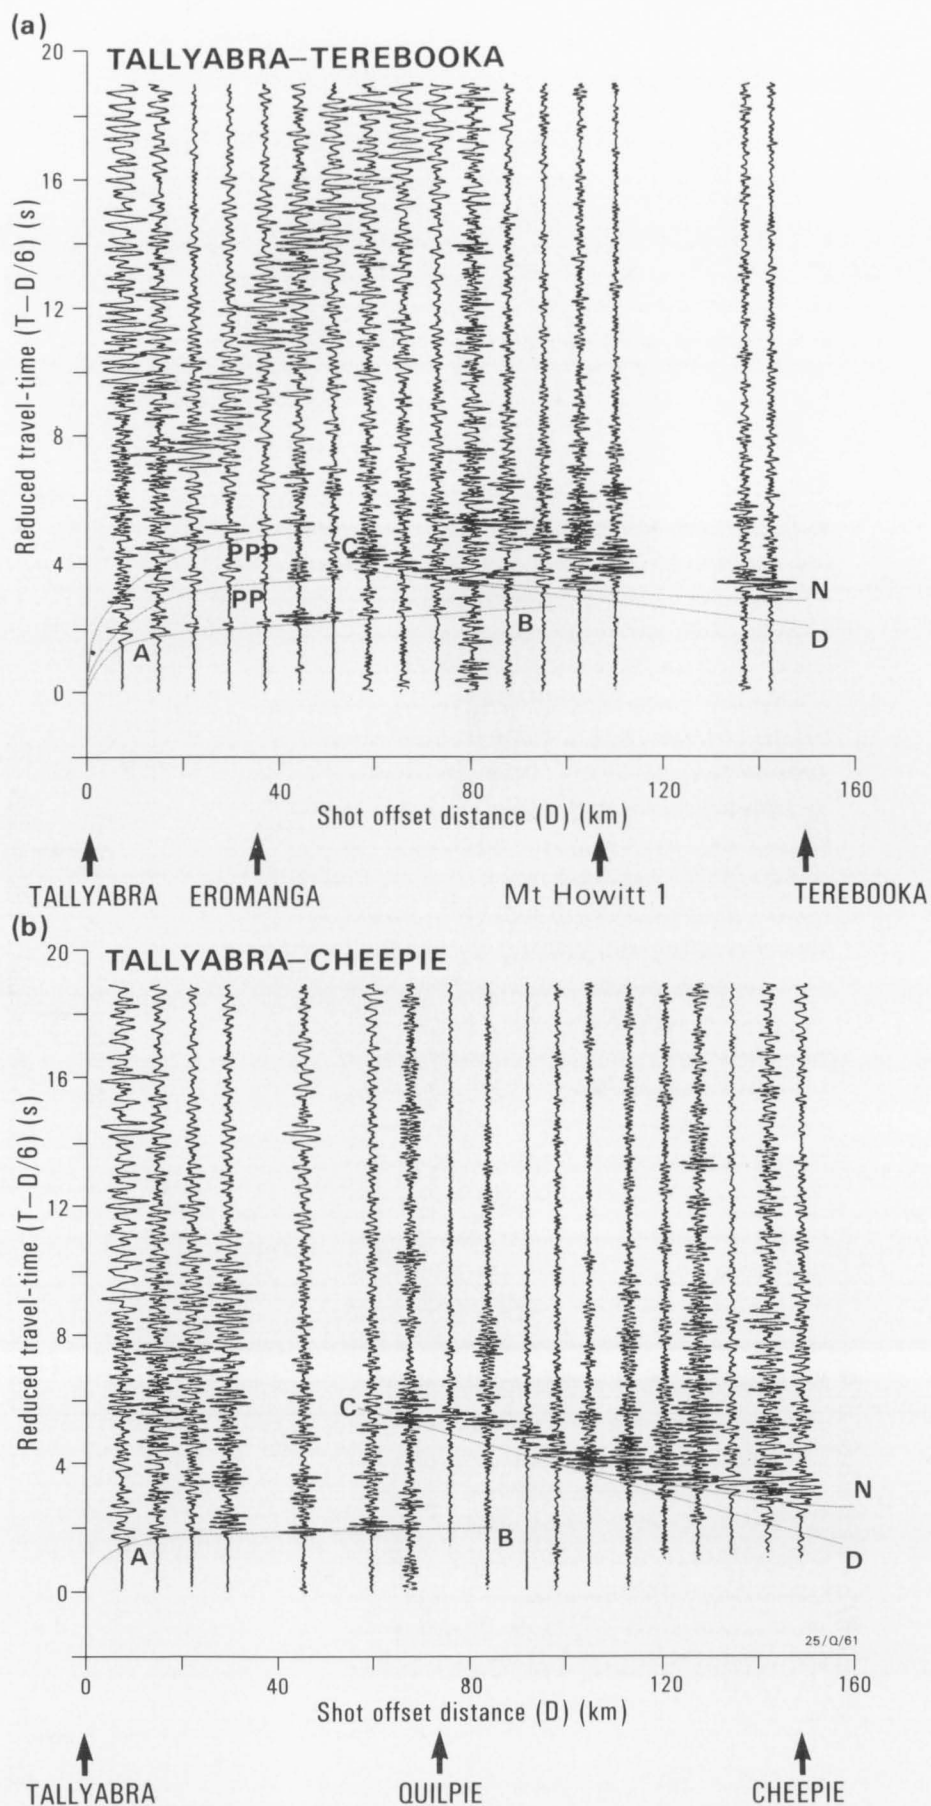 (a)
TALLYABRA–TEREBOOKA
Reduced travel-time (T–D/6) (s)
20
16
12
8
4
0
PPP
PP
A
B
C
N
D
0 40 80 120 160
Shot offset distance (D) (km)
TALLYABRA EROMANGA Mt Howitt 1 TEREBOOKA
(b)
TALLYABRA–CHEEPIE
Reduced travel-time (T–D/6) (s)
20
16
12
8
4
0
A
B
C
N
D
25/Q/61
0 40 80 120 160
Shot offset distance (D) (km)
TALLYABRA QUILPIE CHEEPIE